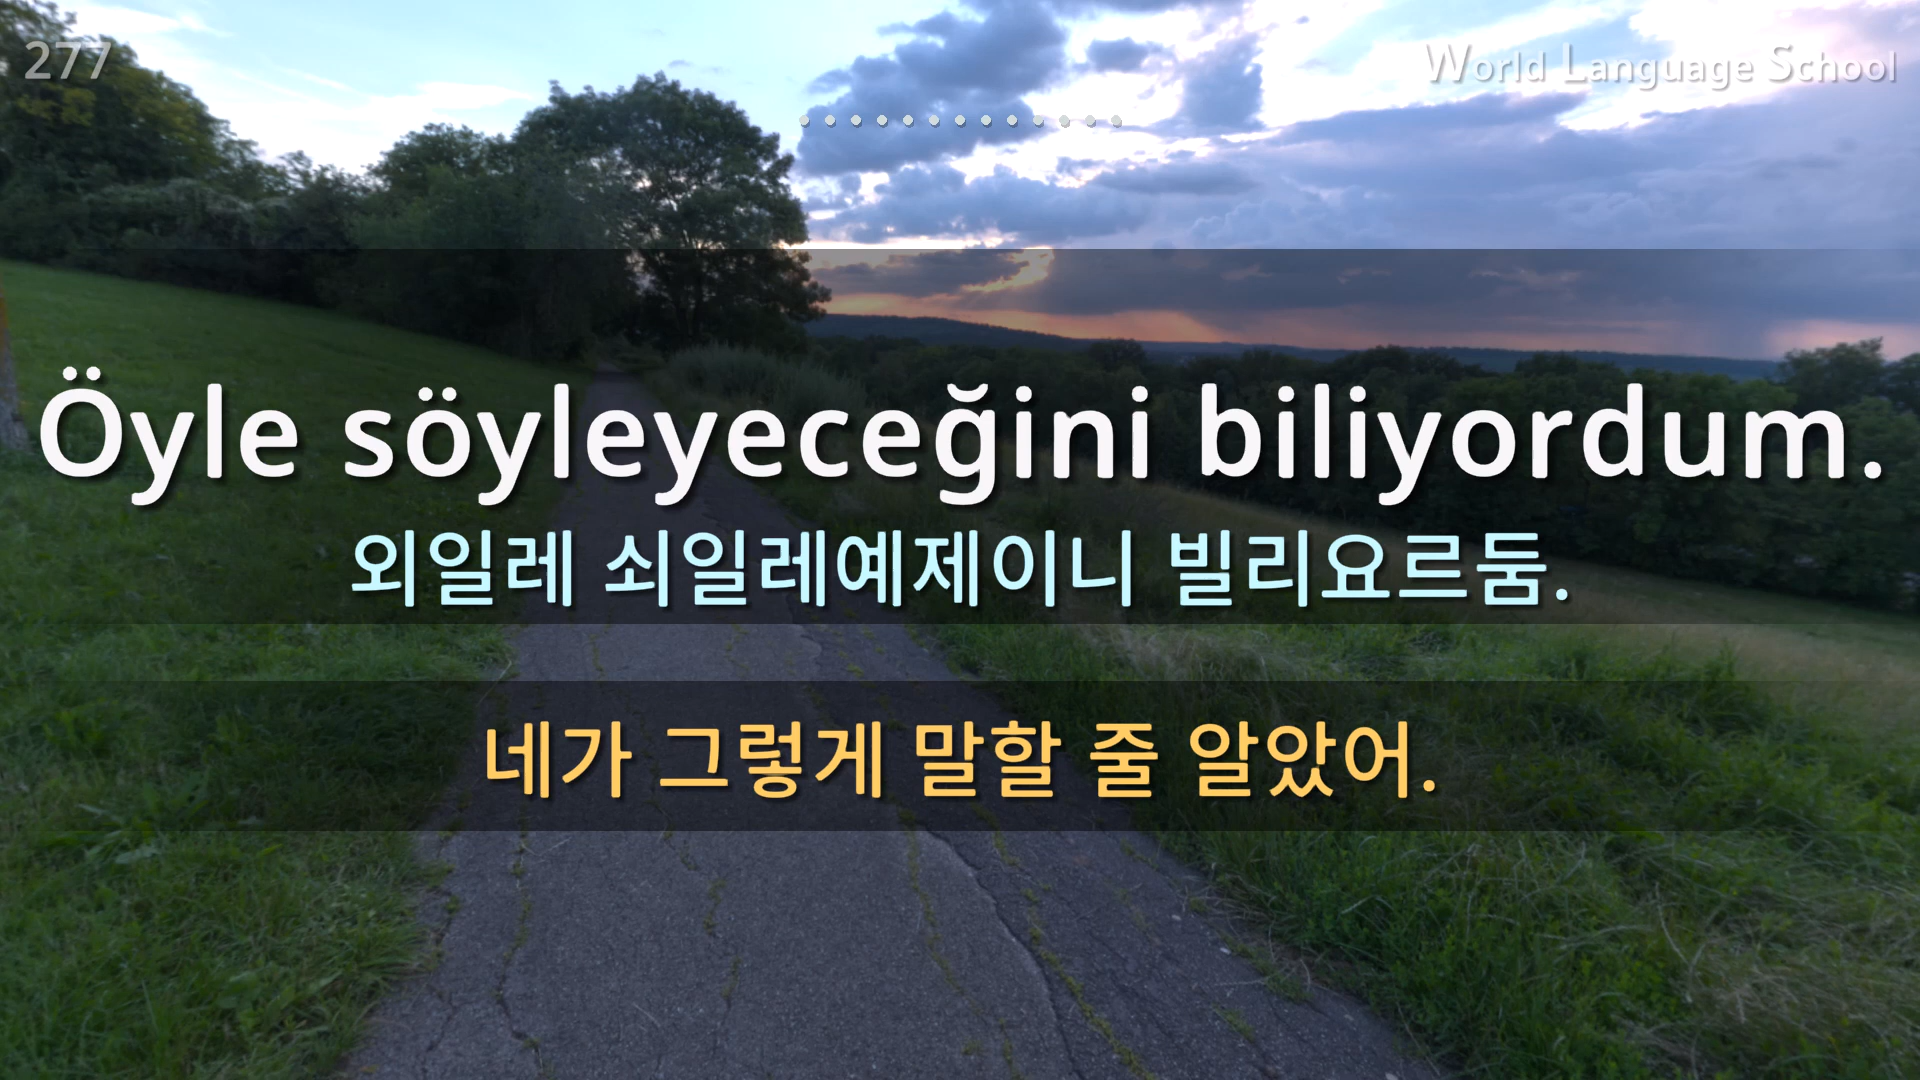 277
World Language School
Öyle söyleyeceğini biliyordum.
외일레 쇠일레예제이니 빌리요르둠.
네가 그렇게 말할 줄 알았어.